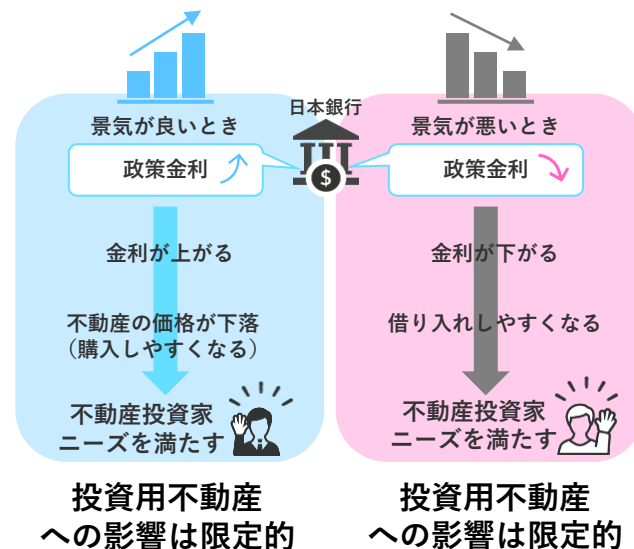 日本銀行
$
景気が良いとき
政策金利
金利が上がる
不動産の価格が下落
（購入しやすくなる）
不動産投資家
ニーズを満たす
投資用不動産
への影響は限定的
景気が悪いとき
政策金利
金利が下がる
借り入れしやすくなる
不動産投資家
ニーズを満たす
投資用不動産
への影響は限定的